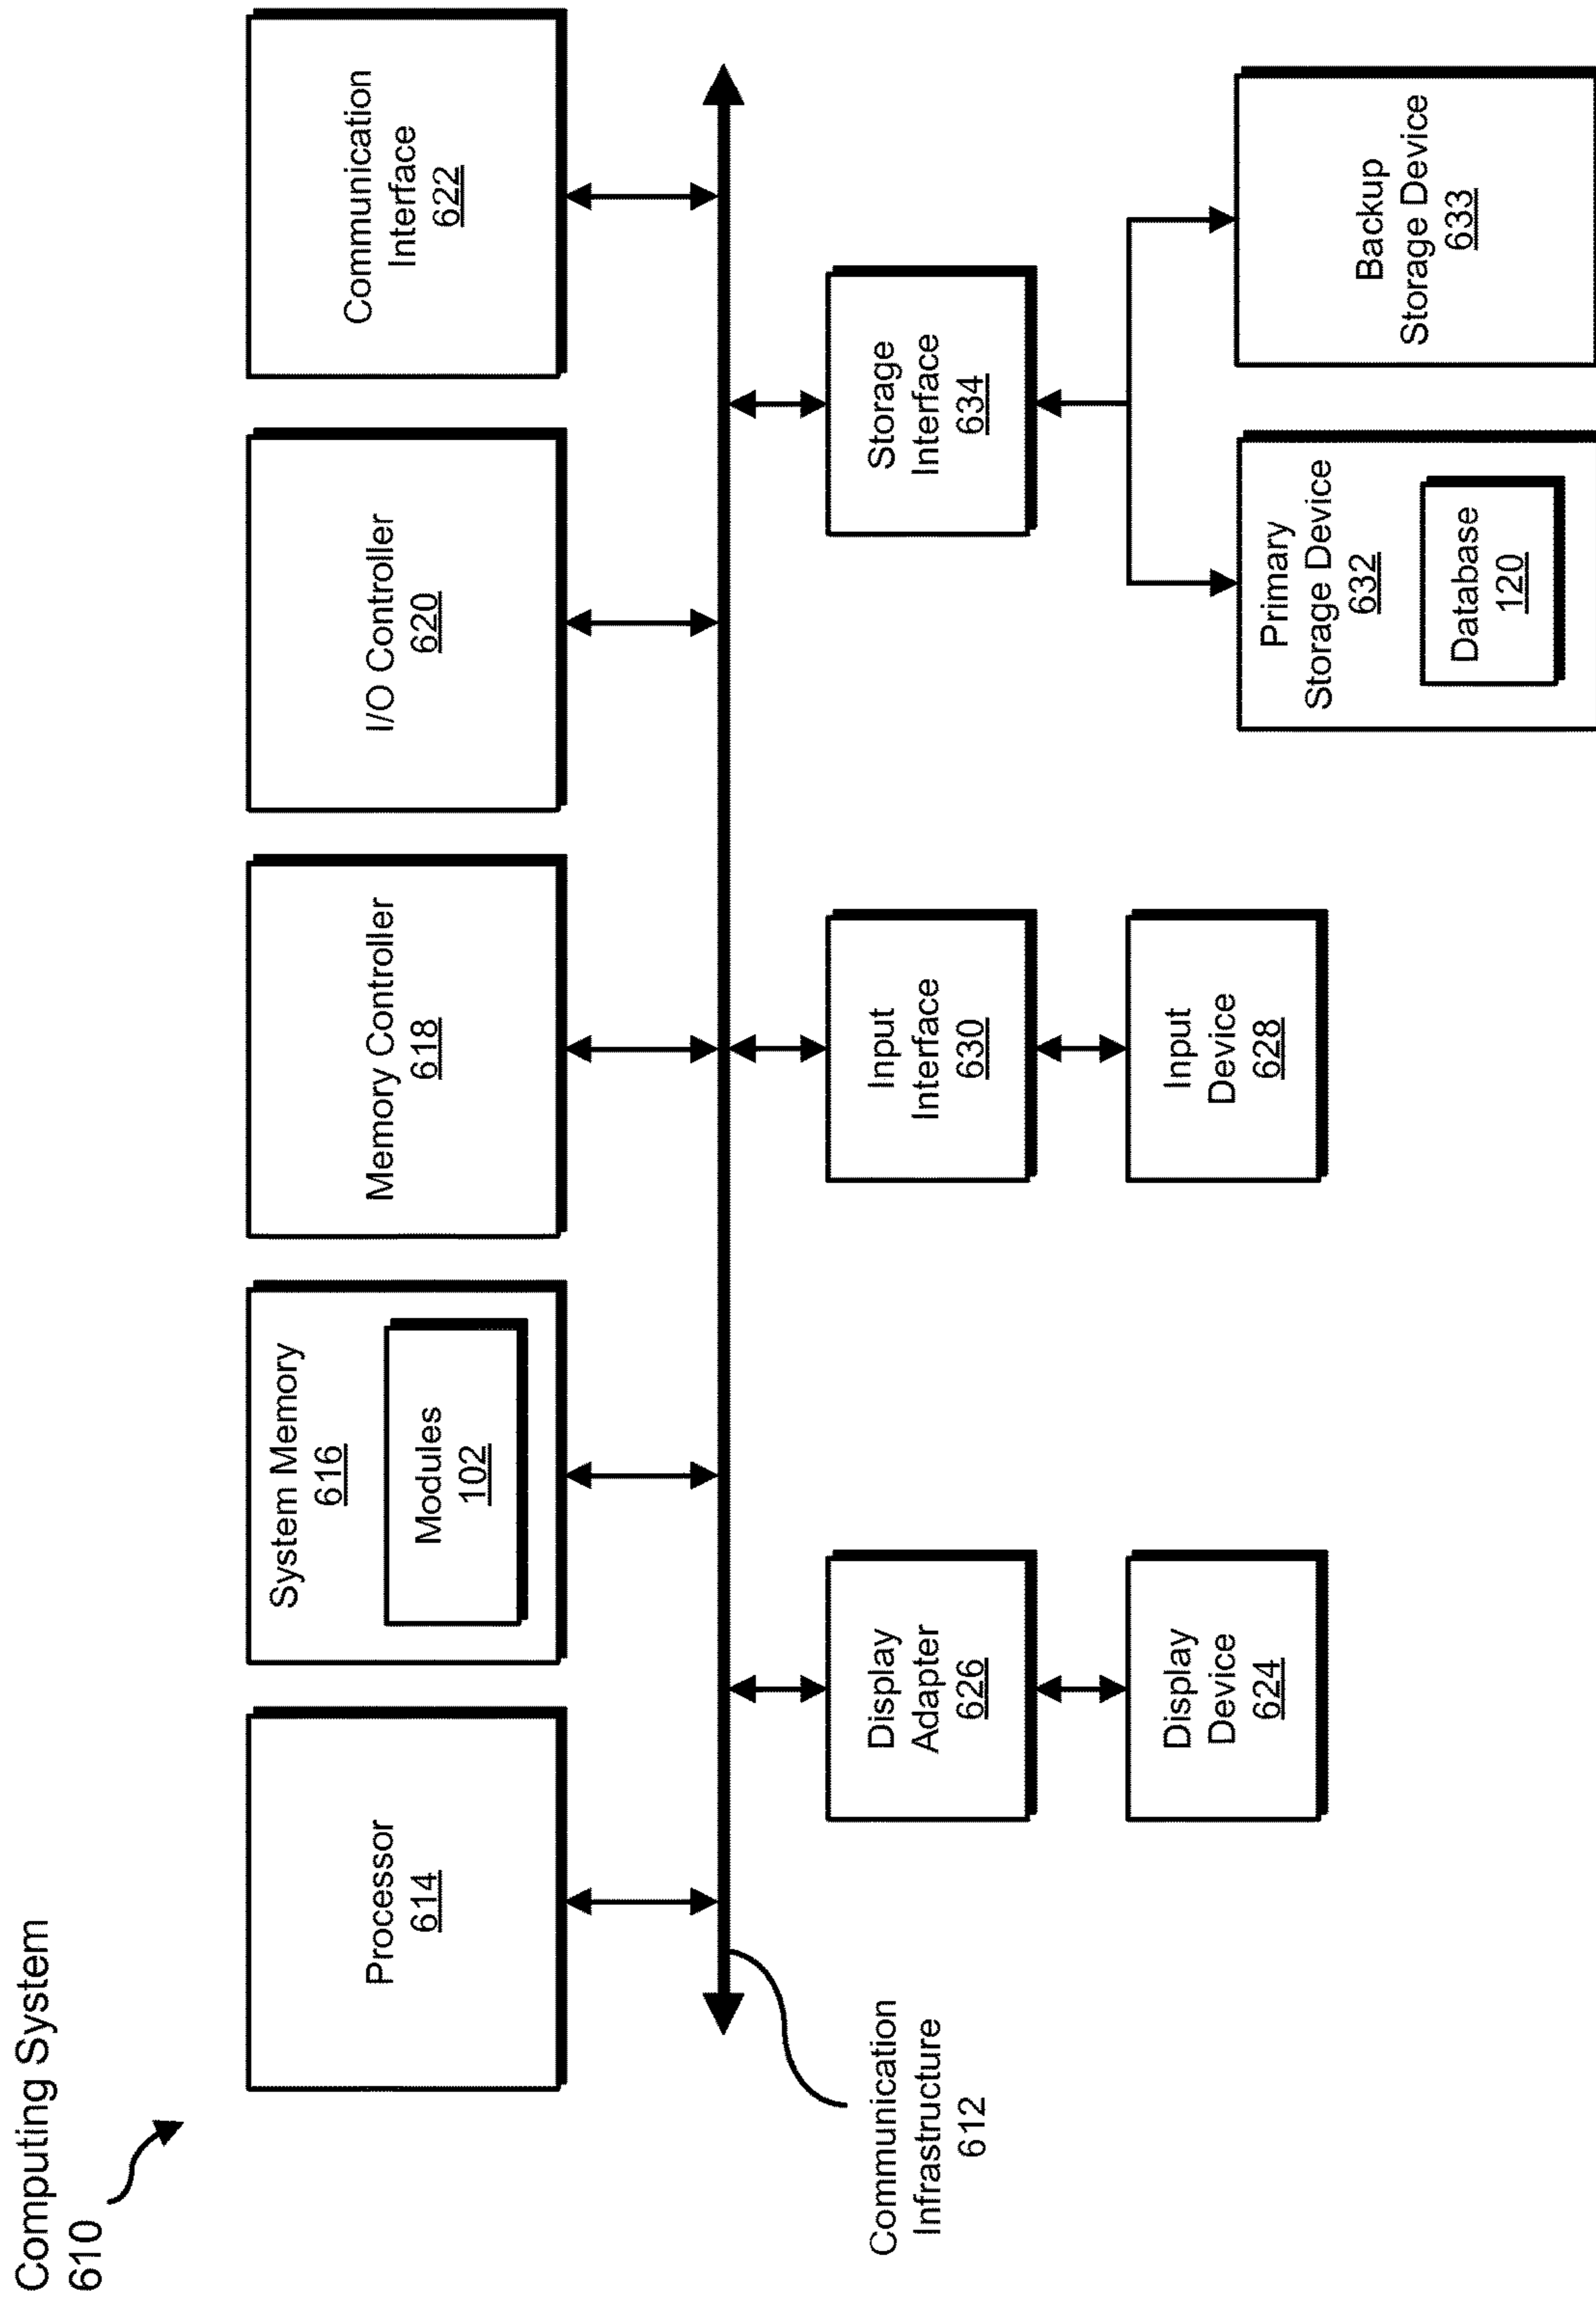 Computing System
610
Processor
614
System Memory
616
Modules
102
Memory Controller
618
I/O Controller
620
Communication
Interface
622
Communication
Infrastructure
612
Display
Adapter
626
Input
Interface
630
Storage
Interface
634
Display
Device
624
Input
Device
628
Primary
Storage Device
632
Database
120
Backup
Storage Device
633